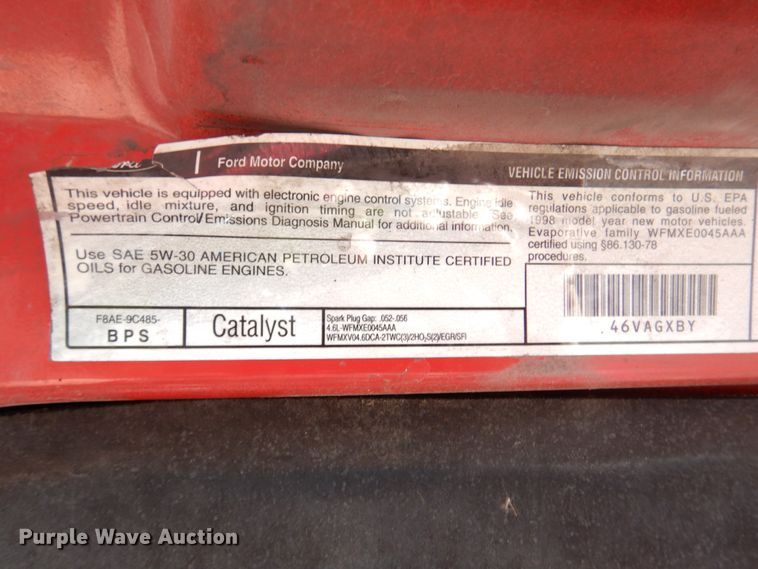 Ford Motor Company
VEHICLE EMISSION CONTROL INFORMATION
This vehicle is equipped with electronic engine control systems. Engine idle
speed, idle mixture, and ignition timing are not adjustable. See
Powertrain Control/Emissions Diagnosis Manual for additional information.
Use SAE 5W-30 AMERICAN PETROLEUM INSTITUTE CERTIFIED
OILS for GASOLINE ENGINES.
F8AE-9C485-
BPS
Catalyst
Spark Plug Gap: .052-.056
4.6L-WFMXE0045AAA
WFMXV04.6DCA-2TWC(3)/2HO2S(2)/EGR/SFI
This vehicle conforms to U.S. EPA
regulations applicable to gasoline fueled
1998 model year new motor vehicles.
Evaporative family WFMXE0045AAA
certified using §86.130-78
procedures.
46VAGXBY
Purple Wave Auction